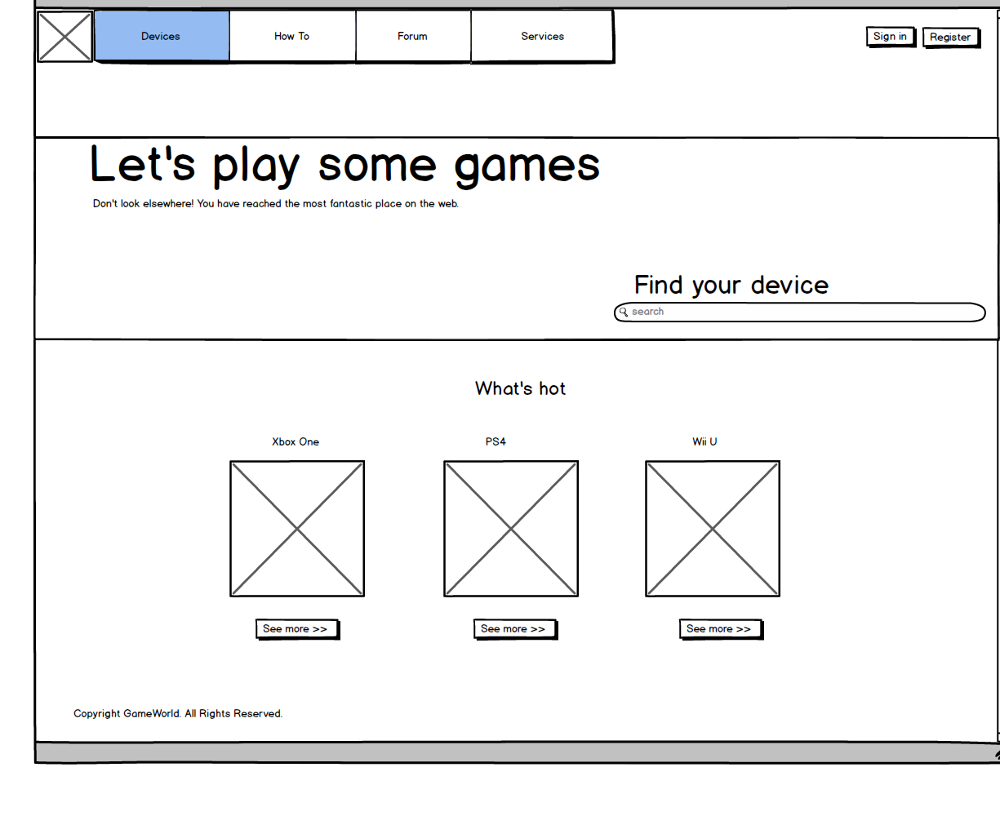 Devices How To Forum Services Sign in Register
Let's play some games
Don't look elsewhere! You have reached the most fantastic place on the web.
Find your device
search
What's hot
Xbox One PS4 Wii U
See more >> See more >> See more >>
Copyright GameWorld. All Rights Reserved.